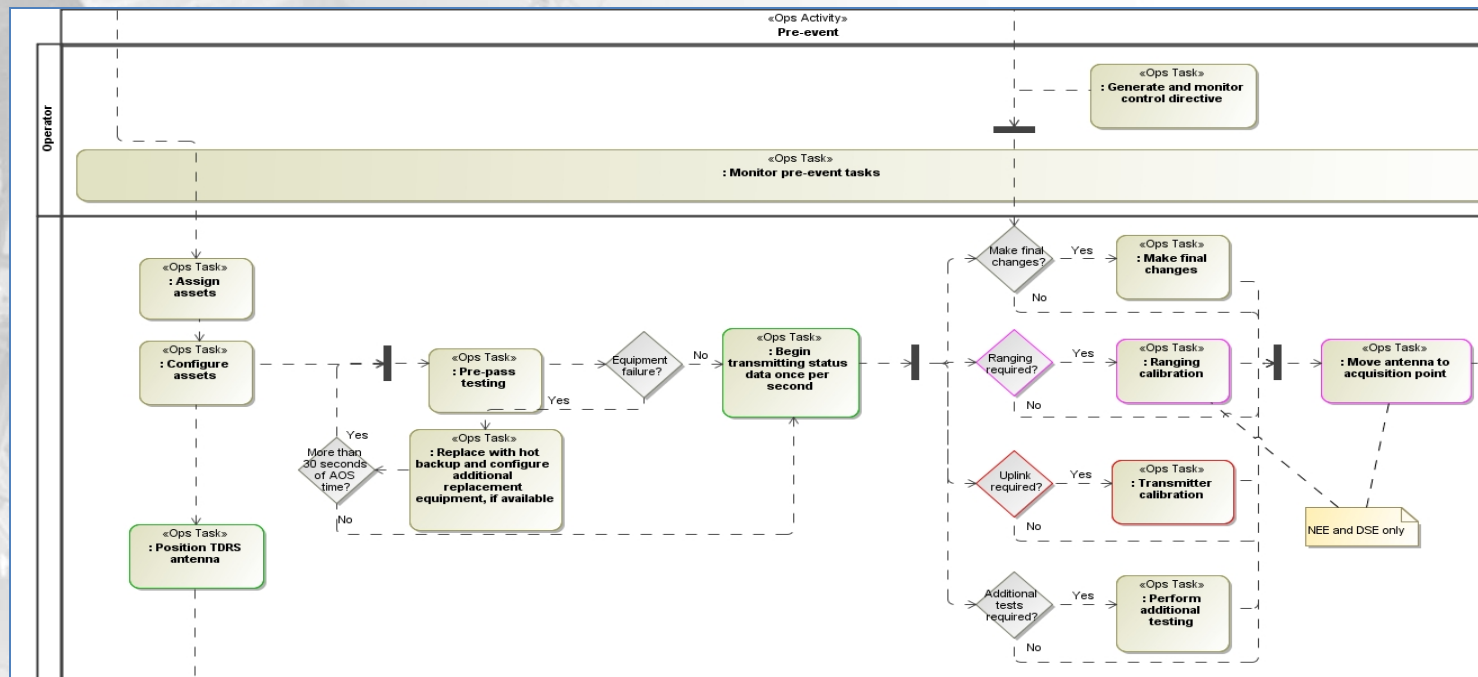 «Ops Activity»
Pre-event
Operator
«Ops Task»
: Generate and monitor
control directive
«Ops Task»
: Monitor pre-event tasks
«Ops Task»
: Assign
assets
«Ops Task»
: Configure
assets
«Ops Task»
: Position TDRS
antenna
«Ops Task»
: Pre-pass
testing
Equipment
failure?
No
Yes
«Ops Task»
: Replace with hot
backup and configure
additional
replacement
equipment, if available
More than
30 seconds
of AOS
time?
Yes
No
«Ops Task»
: Begin
transmitting status
data once per
second
Make final
changes?
Yes
No
«Ops Task»
: Make final
changes
Ranging
required?
Yes
No
«Ops Task»
: Ranging
calibration
Uplink
required?
Yes
No
«Ops Task»
: Transmitter
calibration
Additional
tests
required?
Yes
No
«Ops Task»
: Perform
additional
testing
«Ops Task»
: Move antenna to
acquisition point
NEE and DSE only